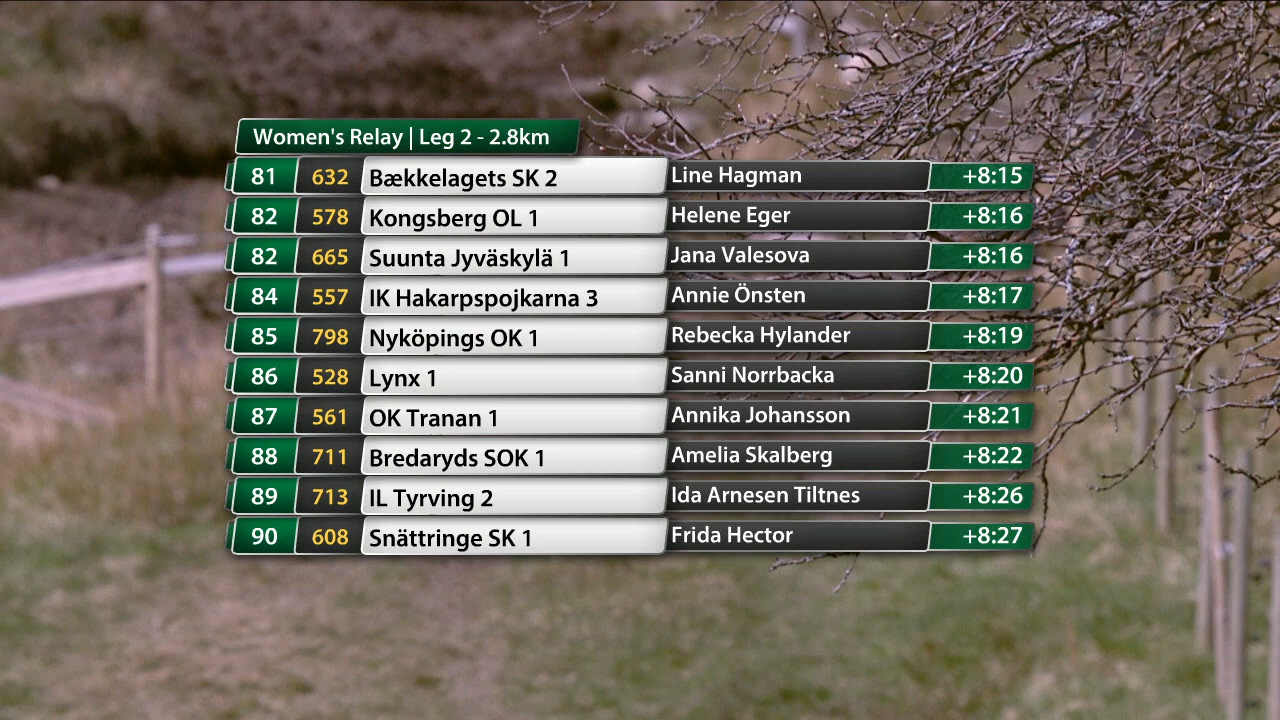 Women's Relay | Leg 2 - 2.8km
81 632 Bækkelagets SK 2 Line Hagman +8:15
82 578 Kongsberg OL 1 Helene Eger +8:16
82 665 Suunta Jyväskylä 1 Jana Valesova +8:16
84 557 IK Hakarpspojkarna 3 Annie Önsten +8:17
85 798 Nyköpings OK 1 Rebecka Hylander +8:19
86 528 Lynx 1 Sanni Norrbacka +8:20
87 561 OK Tranan 1 Annika Johansson +8:21
88 711 Bredaryds SOK 1 Amelia Skalberg +8:22
89 713 IL Tyrving 2 Ida Arnesen Tiltnes +8:26
90 608 Snättringe SK 1 Frida Hector +8:27